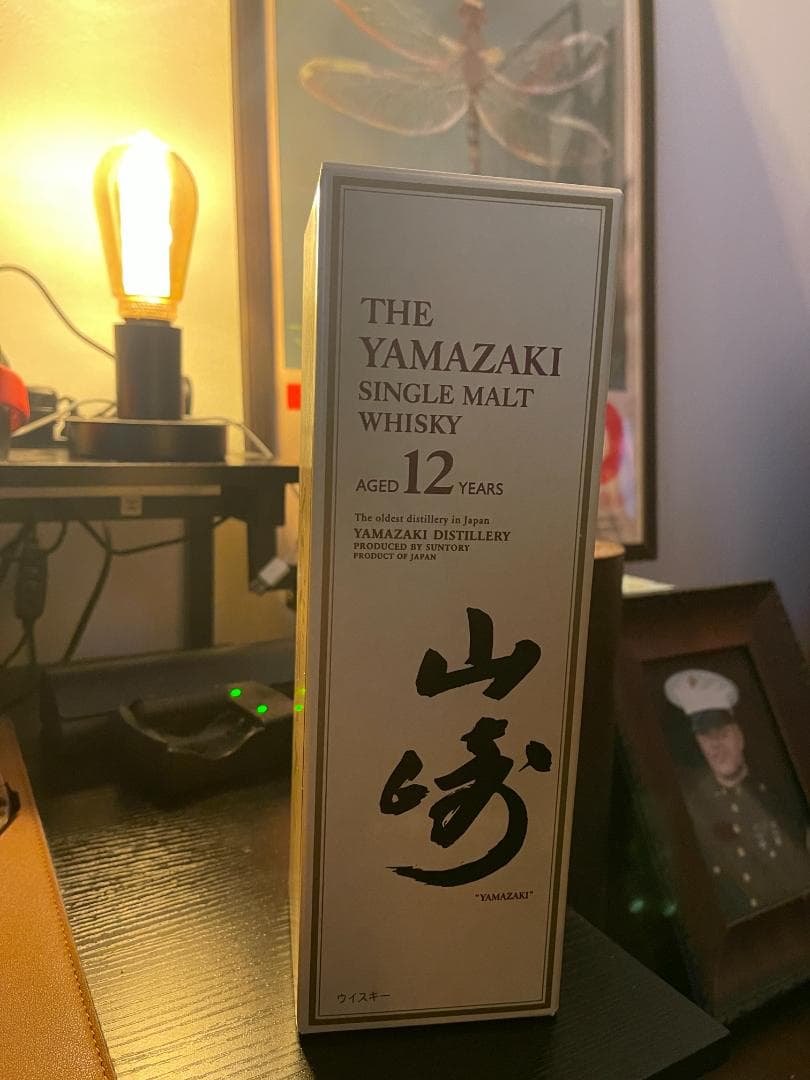 THE
YAMAZAKI
SINGLE MALT
WHISKY
AGED 12 YEARS
The oldest distillery in Japan
YAMAZAKI DISTILLERY
PRODUCED BY SUNTORY
PRODUCT OF JAPAN
山
崎
"YAMAZAKI"
ウイスキー